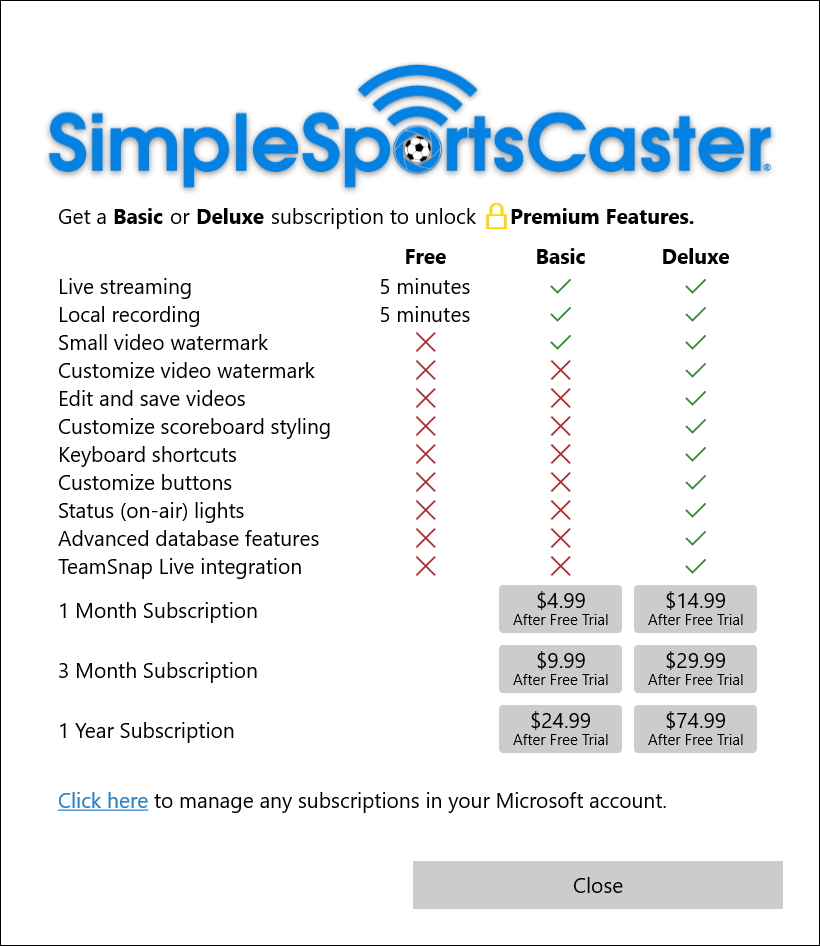 SimpleSportsCaster®
Get a Basic or Deluxe subscription to unlock Premium Features.
Free Basic Deluxe
Live streaming 5 minutes
Local recording 5 minutes
Small video watermark
Customize video watermark
Edit and save videos
Customize scoreboard styling
Keyboard shortcuts
Customize buttons
Status (on-air) lights
Advanced database features
TeamSnap Live integration
1 Month Subscription
$4.99
After Free Trial
$14.99
After Free Trial
3 Month Subscription
$9.99
After Free Trial
$29.99
After Free Trial
1 Year Subscription
$24.99
After Free Trial
$74.99
After Free Trial
Click here to manage any subscriptions in your Microsoft account.
Close